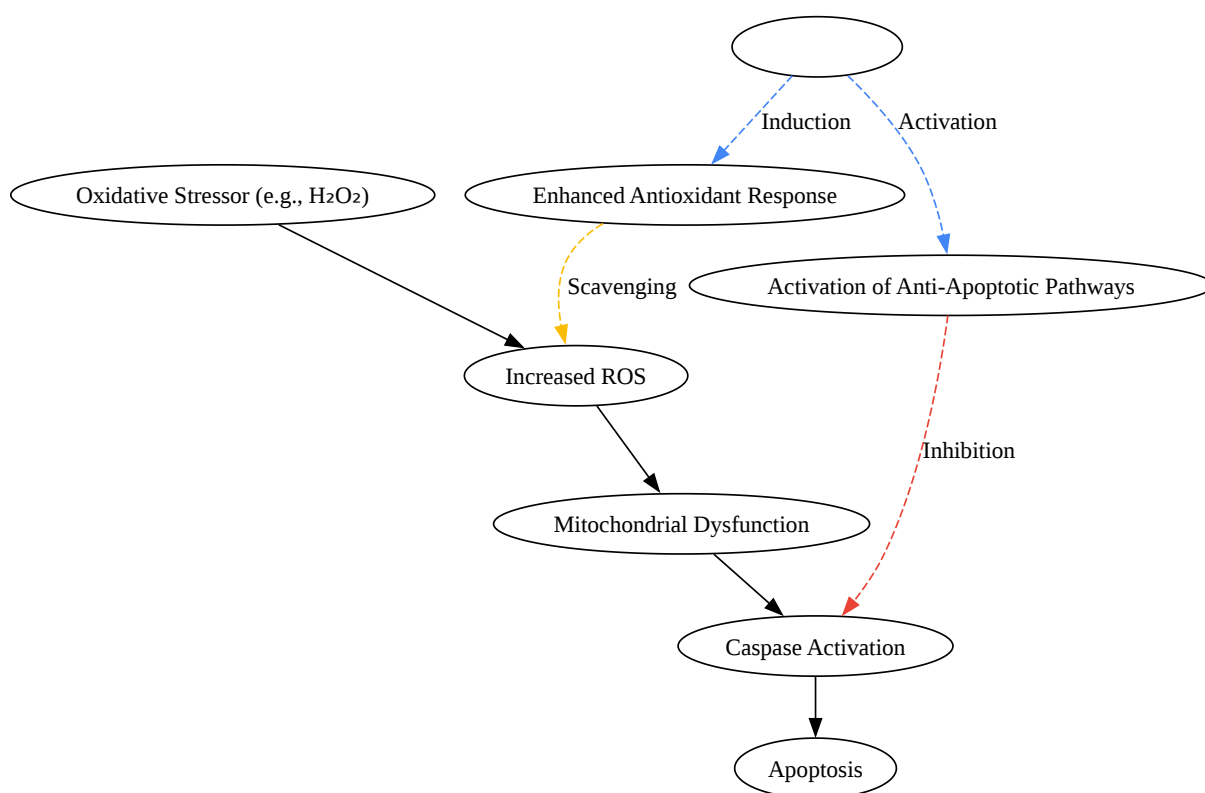 Induction
Activation
Oxidative Stressor (e.g., H₂O₂)
Enhanced Antioxidant Response
Scavenging
Activation of Anti-Apoptotic Pathways
Increased ROS
Inhibition
Mitochondrial Dysfunction
Caspase Activation
Apoptosis